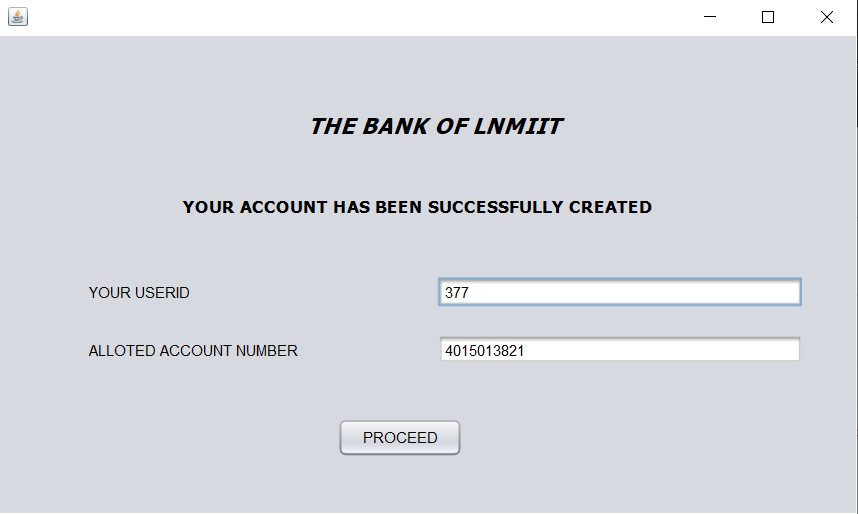 THE BANK OF LNMIIT
YOUR ACCOUNT HAS BEEN SUCCESSFULLY CREATED
YOUR USERID 377
ALLOTED ACCOUNT NUMBER 4015013821
PROCEED